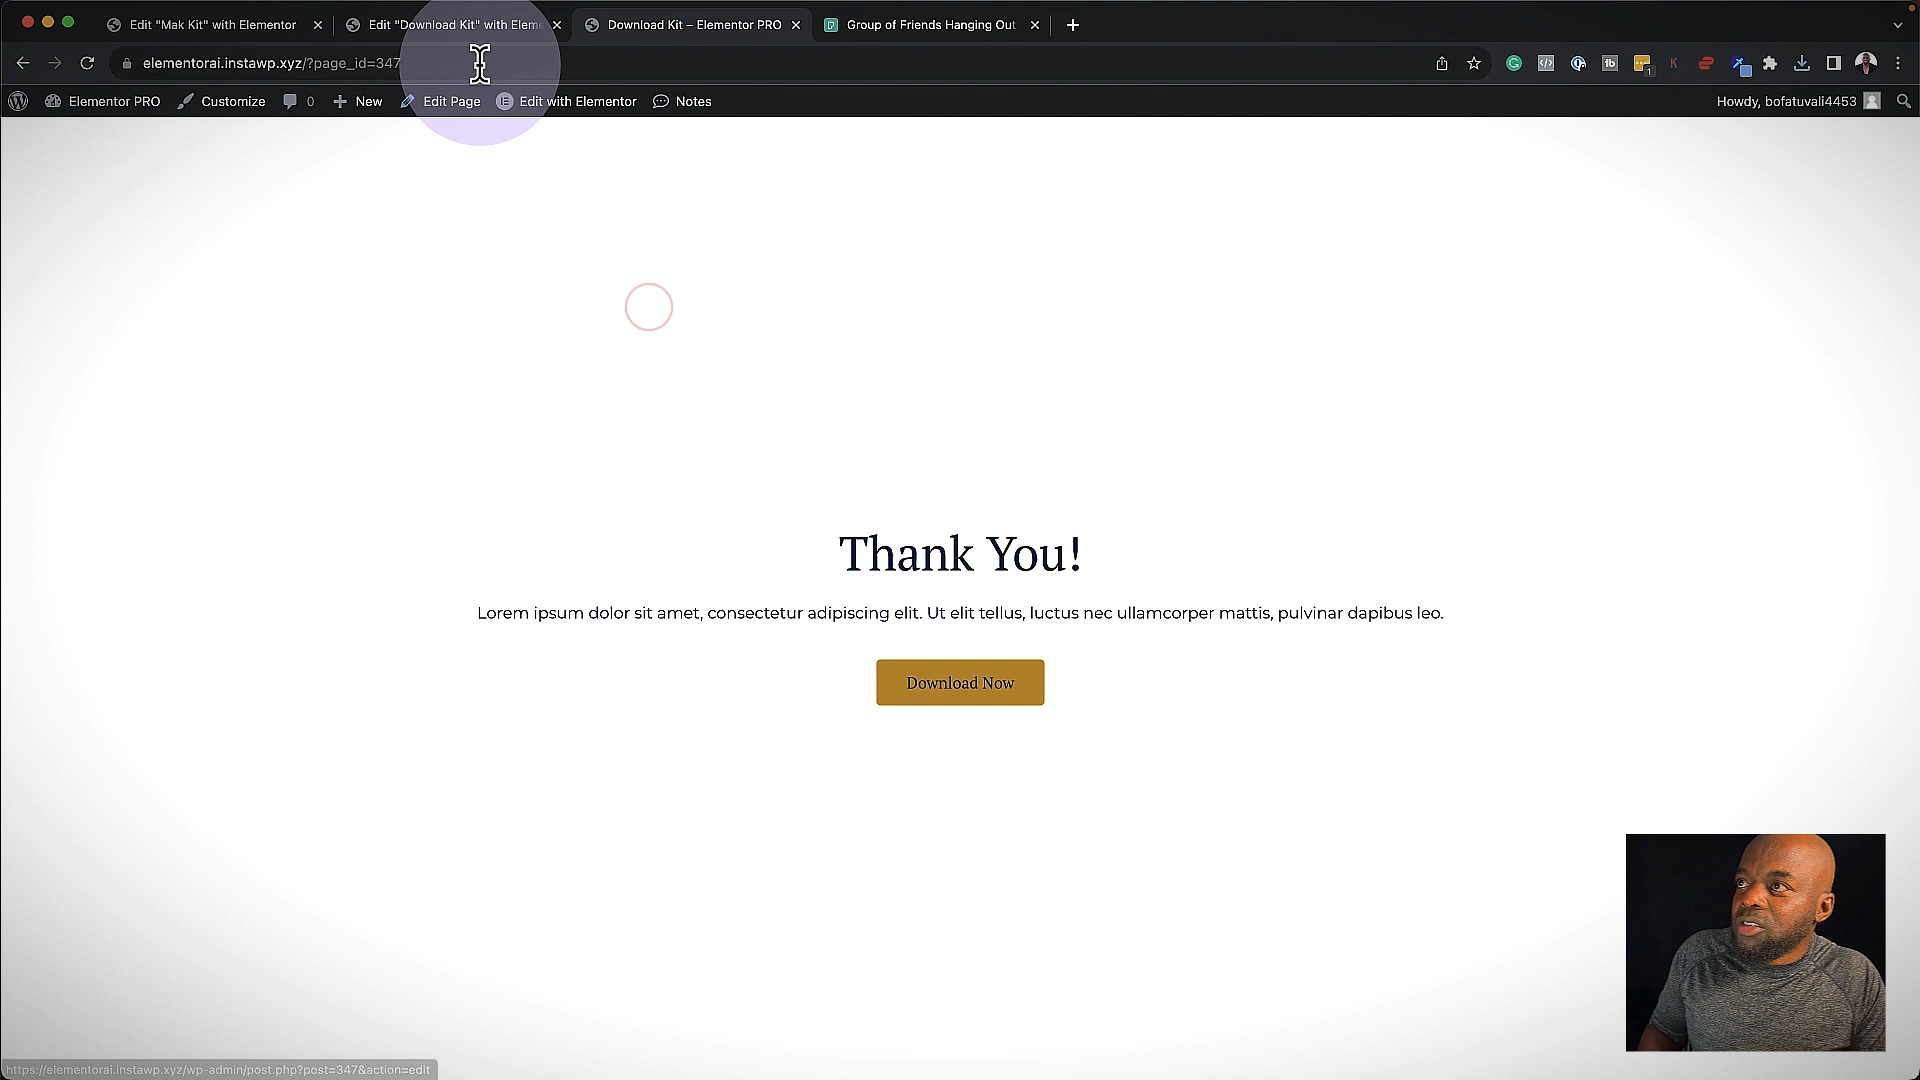 Edit "Mak Kit" with Elementor
Edit "Download Kit" with Eleme
Download Kit – Elementor PRO
Group of Friends Hanging Out
elementorai.instawp.xyz/?page_id=347
Elementor PRO
Customize
0
New
Edit Page
Edit with Elementor
Notes
Howdy, bofatuvali4453
Thank You!
Lorem ipsum dolor sit amet, consectetur adipiscing elit. Ut elit tellus, luctus nec ullamcorper mattis, pulvinar dapibus leo.
Download Now
https://elementorai.instawp.xyz/wp-admin/post.php?post=347&action=edit